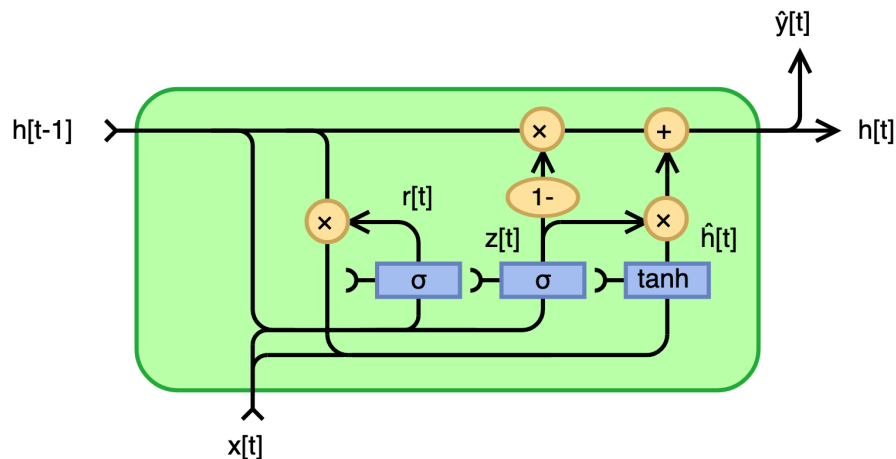 ŷ[t]
h[t-1]
×
+
h[t]
1-
r[t]
×
z[t]
×
ĥ[t]
σ
σ
tanh
x[t]